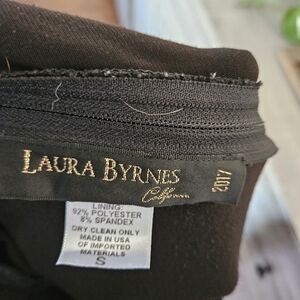 LAURA BYRNES
California
2017
LINING:
92% POLYESTER
8% SPANDEX
DRY CLEAN ONLY
MADE IN USA
OF IMPORTED
MATERIALS
S